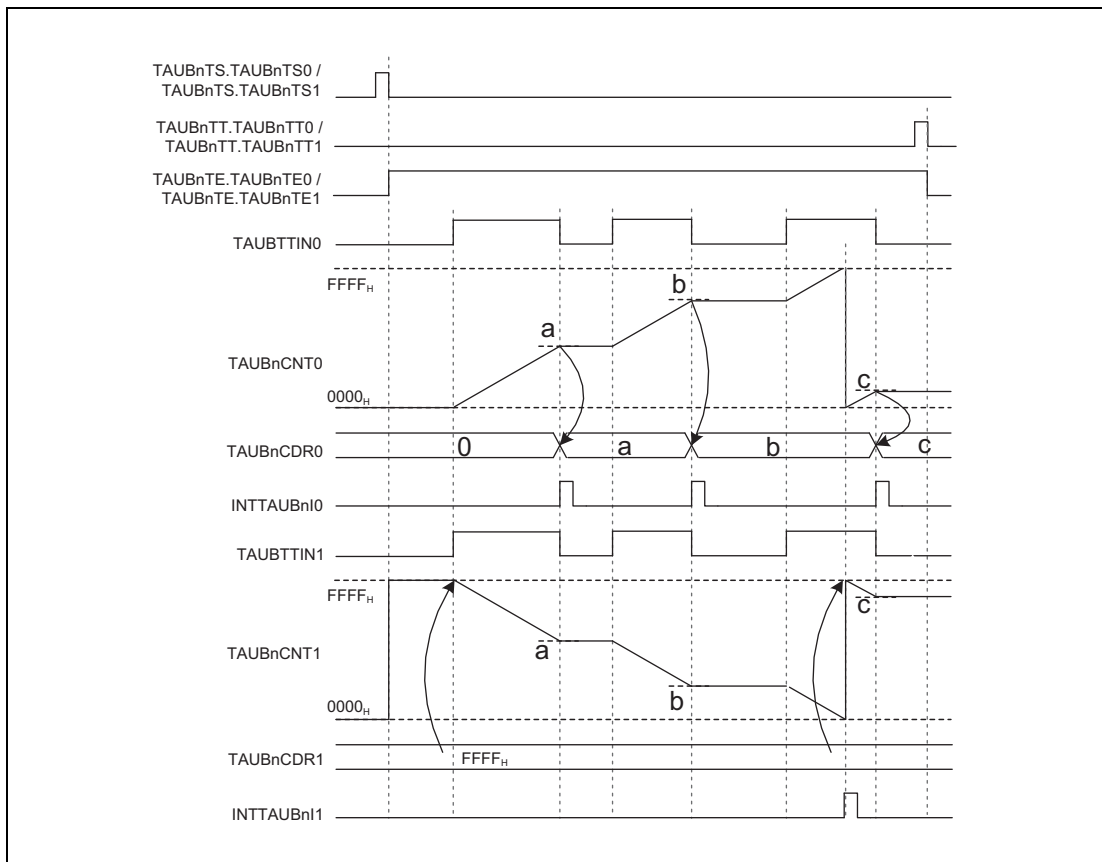 TAUBnTS.TAUBnTS0 /
TAUBnTS.TAUBnTS1
TAUBnTT.TAUBnTT0 /
TAUBnTT.TAUBnTT1
TAUBnTE.TAUBnTE0 /
TAUBnTE.TAUBnTE1
TAUBTTIN0
FFFFH
b
a
TAUBnCNT0
c
0000H
TAUBnCDR0
0
a
b
c
INTTAUBnI0
TAUBTTIN1
FFFFH
c
TAUBnCNT1
a
b
0000H
TAUBnCDR1
FFFFH
INTTAUBnI1